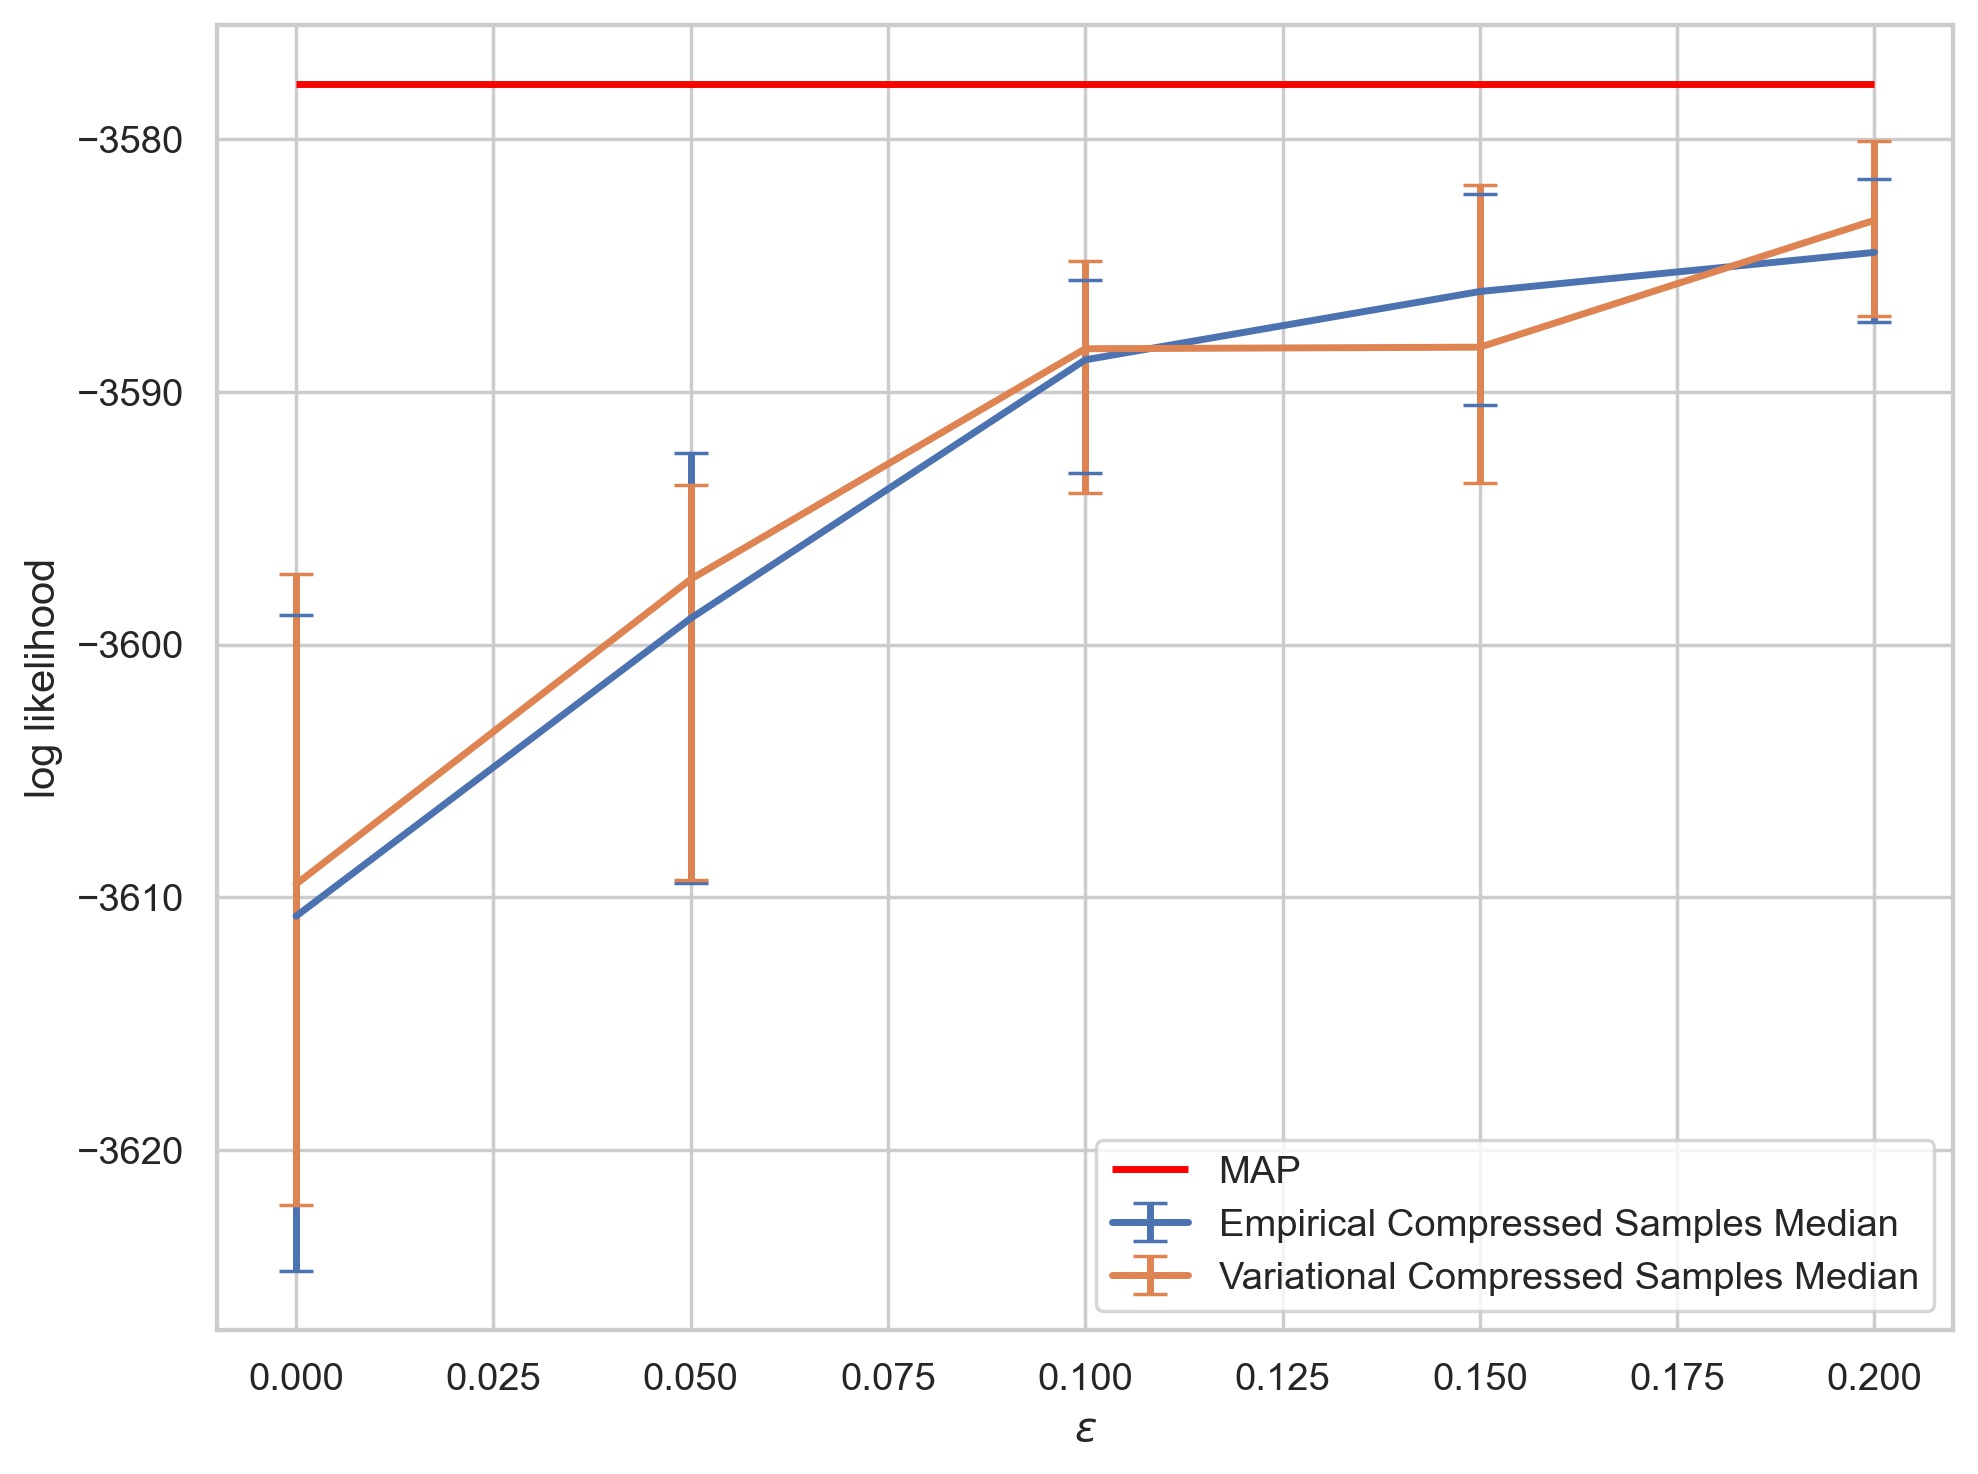 −3580
−3590
−3600
−3610
−3620
log likelihood
MAP
Empirical Compressed Samples Median
Variational Compressed Samples Median
0.000 0.025 0.050 0.075 0.100 0.125 0.150 0.175 0.200
ε